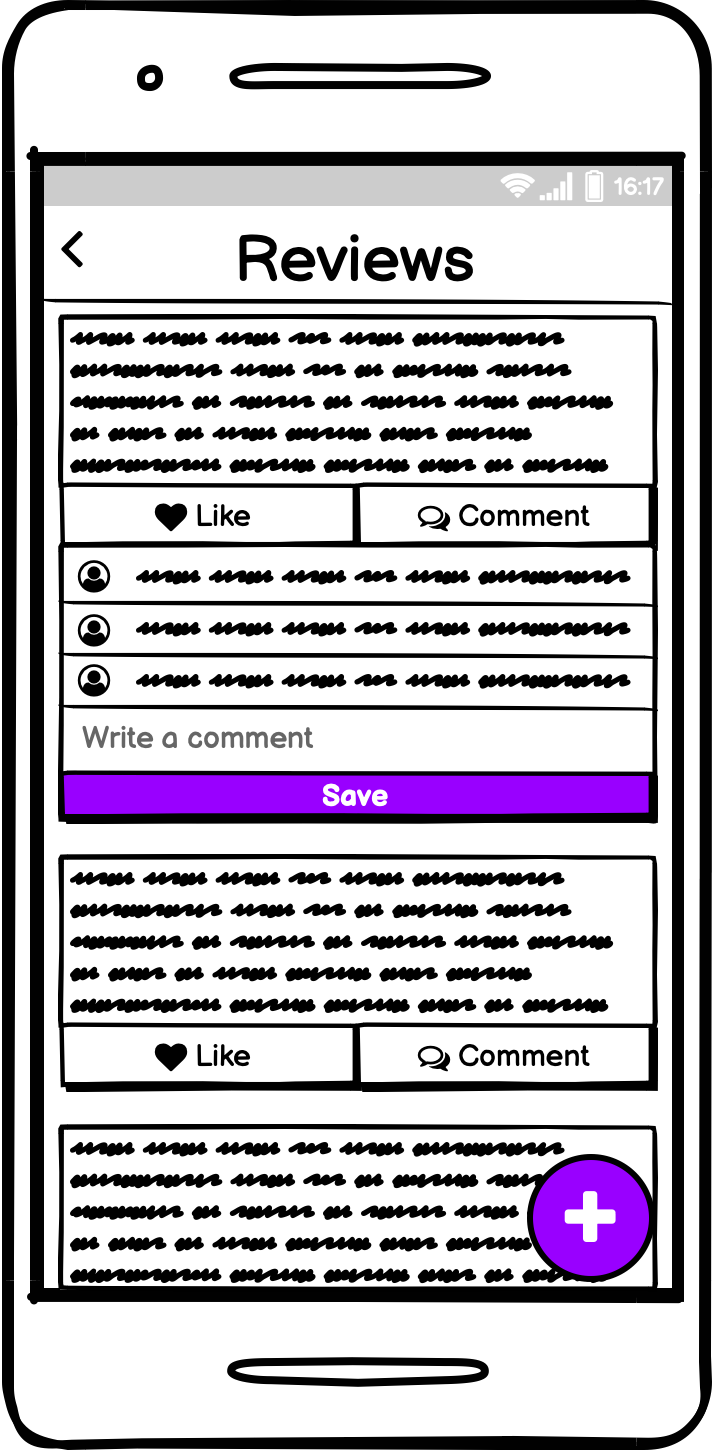 16:17
Reviews
Like Comment
Write a comment
Save
Like Comment